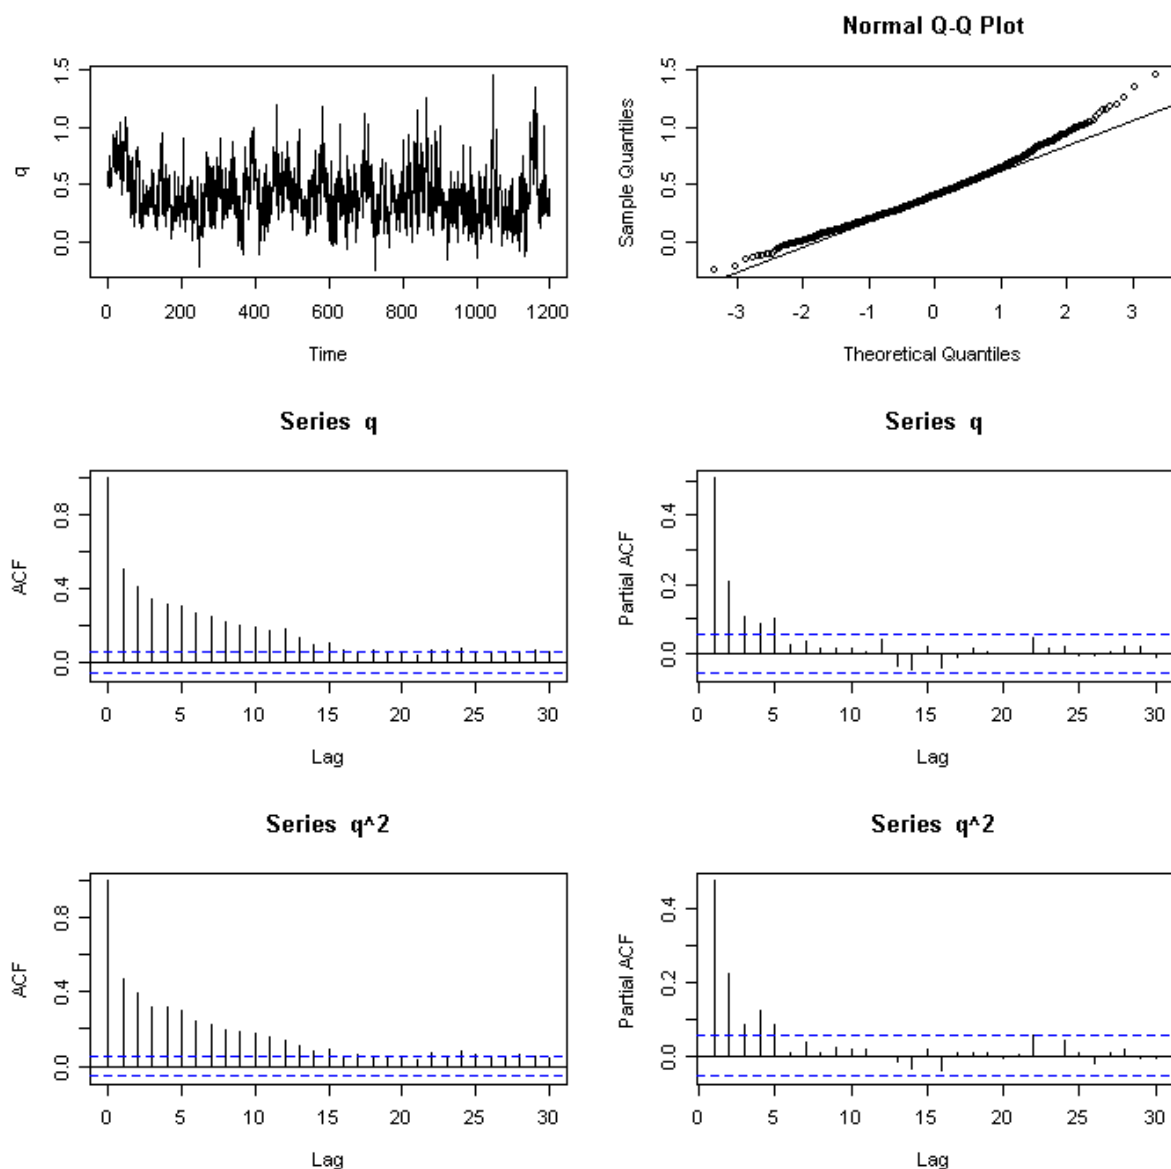 Normal Q-Q Plot
q
0.0 0.5 1.0 1.5
0 200 400 600 800 1000 1200
Time
Sample Quantiles
0.0 0.5 1.0 1.5
-3 -2 -1 0 1 2 3
Theoretical Quantiles
Series q
ACF
0.0 0.4 0.8
0 5 10 15 20 25 30
Lag
Series q
Partial ACF
0.0 0.2 0.4
0 5 10 15 20 25 30
Lag
Series q^2
ACF
0.0 0.4 0.8
0 5 10 15 20 25 30
Lag
Series q^2
Partial ACF
0.0 0.2 0.4
0 5 10 15 20 25 30
Lag